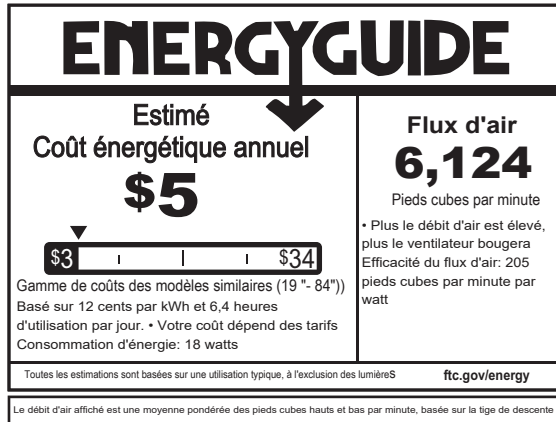 ENERGYGUIDE
Estimé
Coût énergétique annuel
$5
$3
$34
Gamme de coûts des modèles similaires (19 "- 84"))
Basé sur 12 cents par kWh et 6,4 heures
d'utilisation par jour. • Votre coût dépend des tarifs
Consommation d'énergie: 18 watts
Flux d'air
6,124
Pieds cubes par minute
• Plus le débit d'air est élevé,
plus le ventilateur bougera
Efficacité du flux d'air: 205
pieds cubes par minute par
watt
Toutes les estimations sont basées sur une utilisation typique, à l'exclusion des lumièreS
ftc.gov/energy
Le débit d'air affiché est une moyenne pondérée des pieds cubes hauts et bas par minute, basée sur la tige de descente